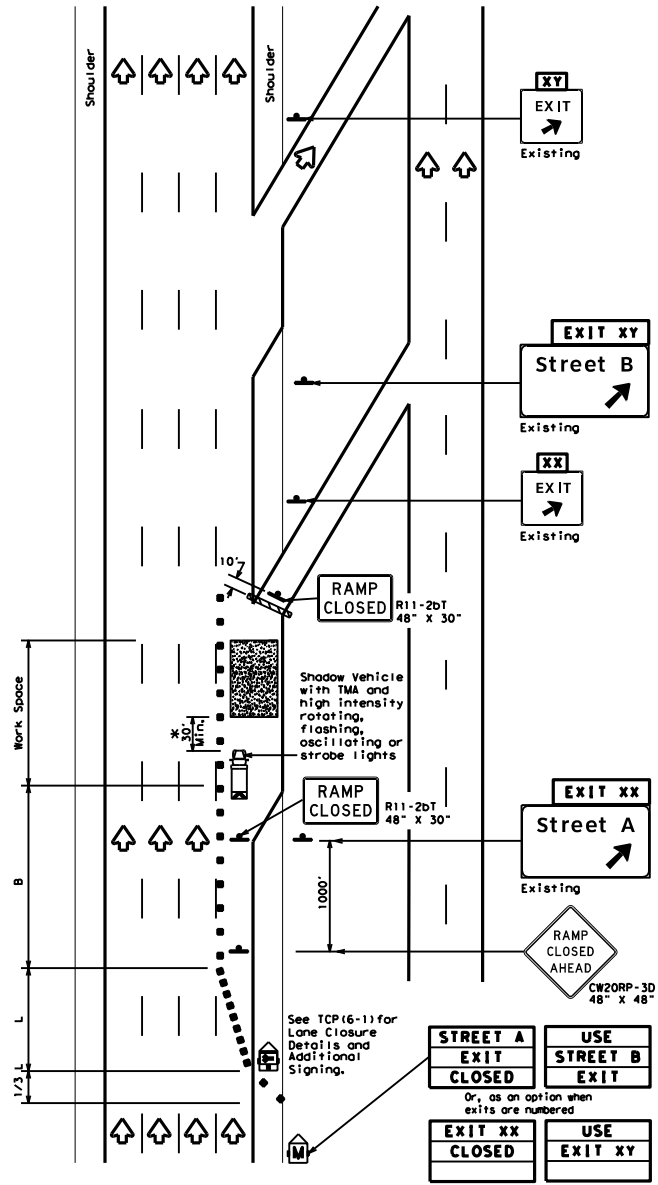 Shoulder
Shoulder
XY
EXIT
Existing
EXIT XY
Street B
Existing
XX
EXIT
Existing
10'
RAMP
CLOSED
R11-2bT
48" X 30"
Shadow Vehicle
with TMA and
high intensity
rotating,
flashing,
oscillating or
strobe lights
Work Space
*
30'
Min.
RAMP
CLOSED
R11-2bT
48" X 30"
EXIT XX
Street A
Existing
1000'
B
RAMP
CLOSED
AHEAD
CW20RP-3D
48" X 48"
L
1/3 L
See TCP(6-1)for
Lane Closure
Details and
Additional
Signing.
STREET A
EXIT
CLOSED
USE
STREET B
EXIT
Or, as an option when
exits are numbered
EXIT XX
CLOSED
USE
EXIT XY
M